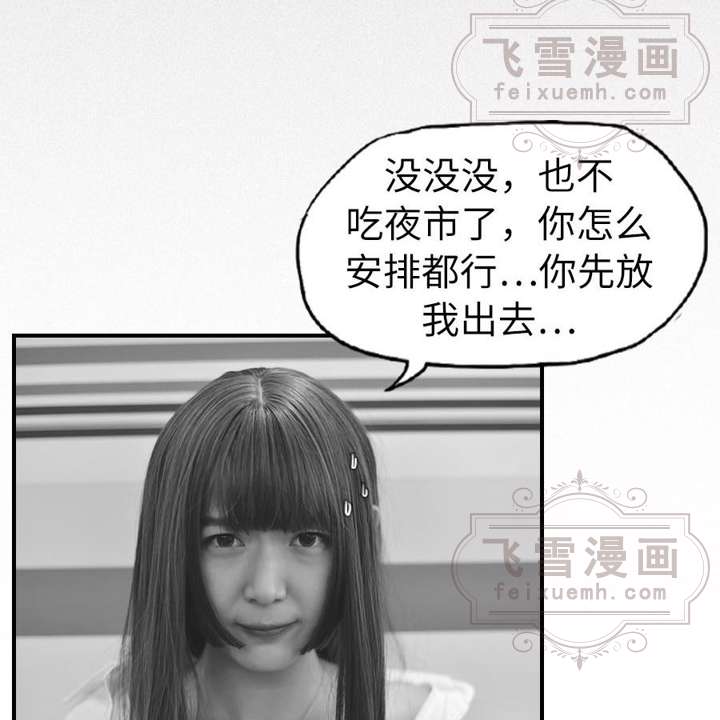 飞雪漫画
feixuemh.com
没没没，也不
吃夜市了，你怎么
安排都行...你先放
我出去...
飞雪漫画
feixuemh.com